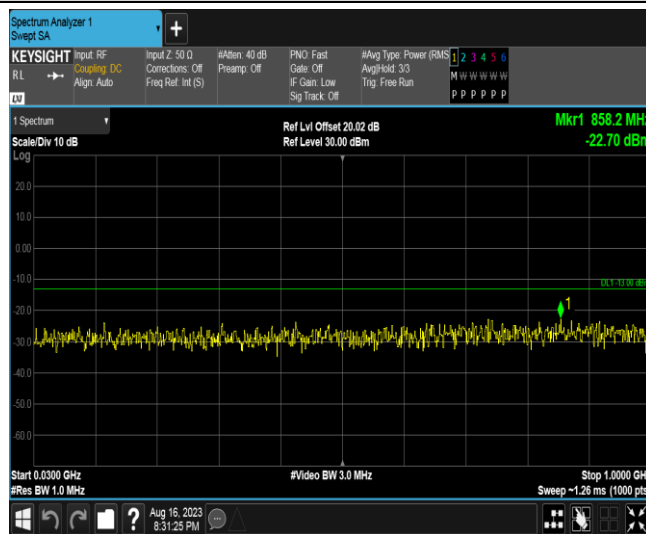 Spectrum Analyzer 1
Swept SA
+
KEYSIGHT
RL
LXI
Input: RF
Coupling: DC
Align: Auto
Input Z: 50 Ω
Corrections: Off
Freq Ref: Int (S)
#Atten: 40 dB
Preamp: Off
PNO: Fast
Gate: Off
IF Gain: Low
Sig Track: Off
#Avg Type: Power (RMS
Avg|Hold: 3/3
Trig: Free Run
1 2 3 4 5 6
M W W W W W
P P P P P P
1 Spectrum
Scale/Div 10 dB
Log
Ref Lvl Offset 20.02 dB
Ref Level 30.00 dBm
Mkr1 858.2 MHz
-22.70 dBm
20.0
10.0
0.00
-10.0
DL1 -13.00 dBm
-20.0
1
-30.0
-40.0
-50.0
-60.0
Start 0.0300 GHz
#Res BW 1.0 MHz
#Video BW 3.0 MHz
Stop 1.0000 GH
Sweep ~1.26 ms (1000 pts
?
Aug 16, 2023
8:31:25 PM